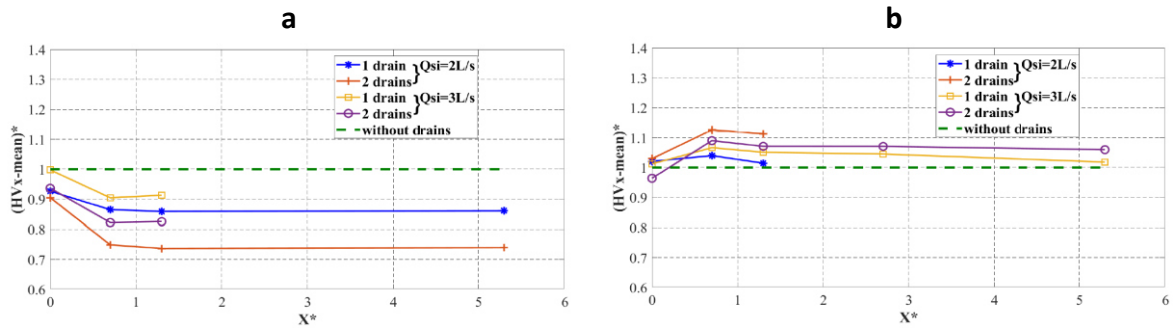 a
1.4
1.3
1.2
1.1
1
0.9
0.8
0.7
0.6
(HVx-mean)*
1 drain
2 drains
}Qsi=2L/s
1 drain
2 drains
}Qsi=3L/s
without drains
0 1 2 3 4 5 6
X*
b
1.4
1.3
1.2
1.1
1.0
0.9
0.8
0.7
0.6
(HVx-mean)*
1 drain
2 drains
}Qsi=2L/s
1 drain
2 drains
}Qsi=3L/s
without drains
0 1 2 3 4 5 6
X*